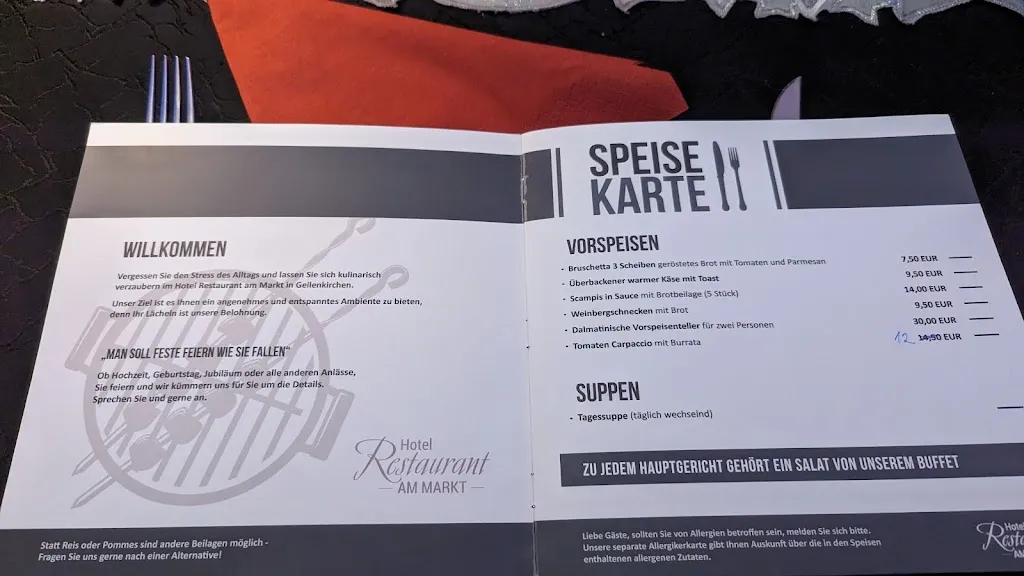 WILLKOMMEN
Vergessen Sie den Stress des Alltags und lassen Sie sich kulinarisch
verzaubern im Hotel Restaurant am Markt in Geilenkirchen.
Unser Ziel ist es Ihnen ein angenehmes und entspanntes Ambiente zu bieten,
denn Ihr Lächeln ist unsere Belohnung.
„MAN SOLL FESTE FEIERN WIE SIE FALLEN“
Ob Hochzeit, Geburtstag, Jubiläum oder alle anderen Anlässe,
Sie feiern und wir kümmern uns für Sie um die Details.
Sprechen Sie und gerne an.
Hotel
Restaurant
AM MARKT
Statt Reis oder Pommes sind andere Beilagen möglich -
Fragen Sie uns gerne nach einer Alternative!
SPEISE
KARTE
VORSPEISEN
• Bruschetta 3 Scheiben geröstetes Brot mit Tomaten und Parmesan 7,50 EUR
• Überbackener warmer Käse mit Toast 9,50 EUR
• Scampis in Sauce mit Brotbeilage (5 Stück) 14,00 EUR
• Weinbergschnecken mit Brot 9,50 EUR
• Dalmatinische Vorspeisenteller für zwei Personen 30,00 EUR
• Tomaten Carpaccio mit Burrata 12 14,90 EUR
SUPPEN
• Tagessuppe (täglich wechselnd)
ZU JEDEM HAUPTGERICHT GEHÖRT EIN SALAT VON UNSEREM BUFFET
Liebe Gäste, sollten Sie von Allergien betroffen sein, melden Sie sich bitte.
Unsere separate Allergikerkarte gibt Ihnen Auskunft über die in den Speisen
enthaltenen allergenen Zutaten.
Hotel
Resta
AM